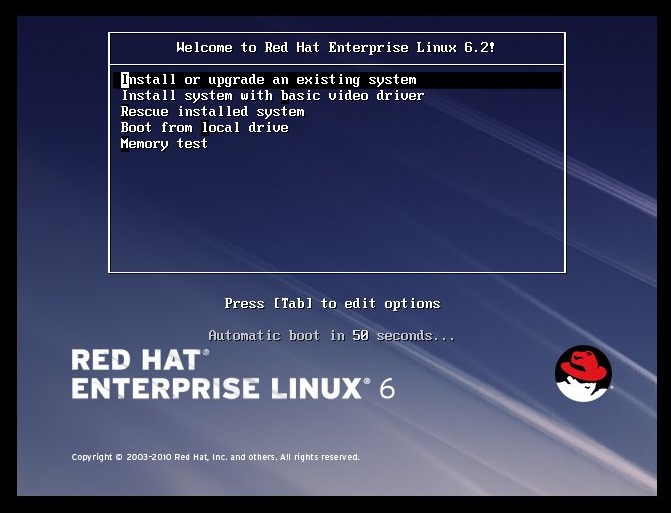 Welcome to Red Hat Enterprise Linux 6.2!
Install or upgrade an existing system
Install system with basic video driver
Rescue installed system
Boot from local drive
Memory test
Press [Tab] to edit options
Automatic boot in 50 seconds...
RED HAT®
ENTERPRISE LINUX® 6
Copyright © 2003-2010 Red Hat, Inc. and others. All rights reserved.